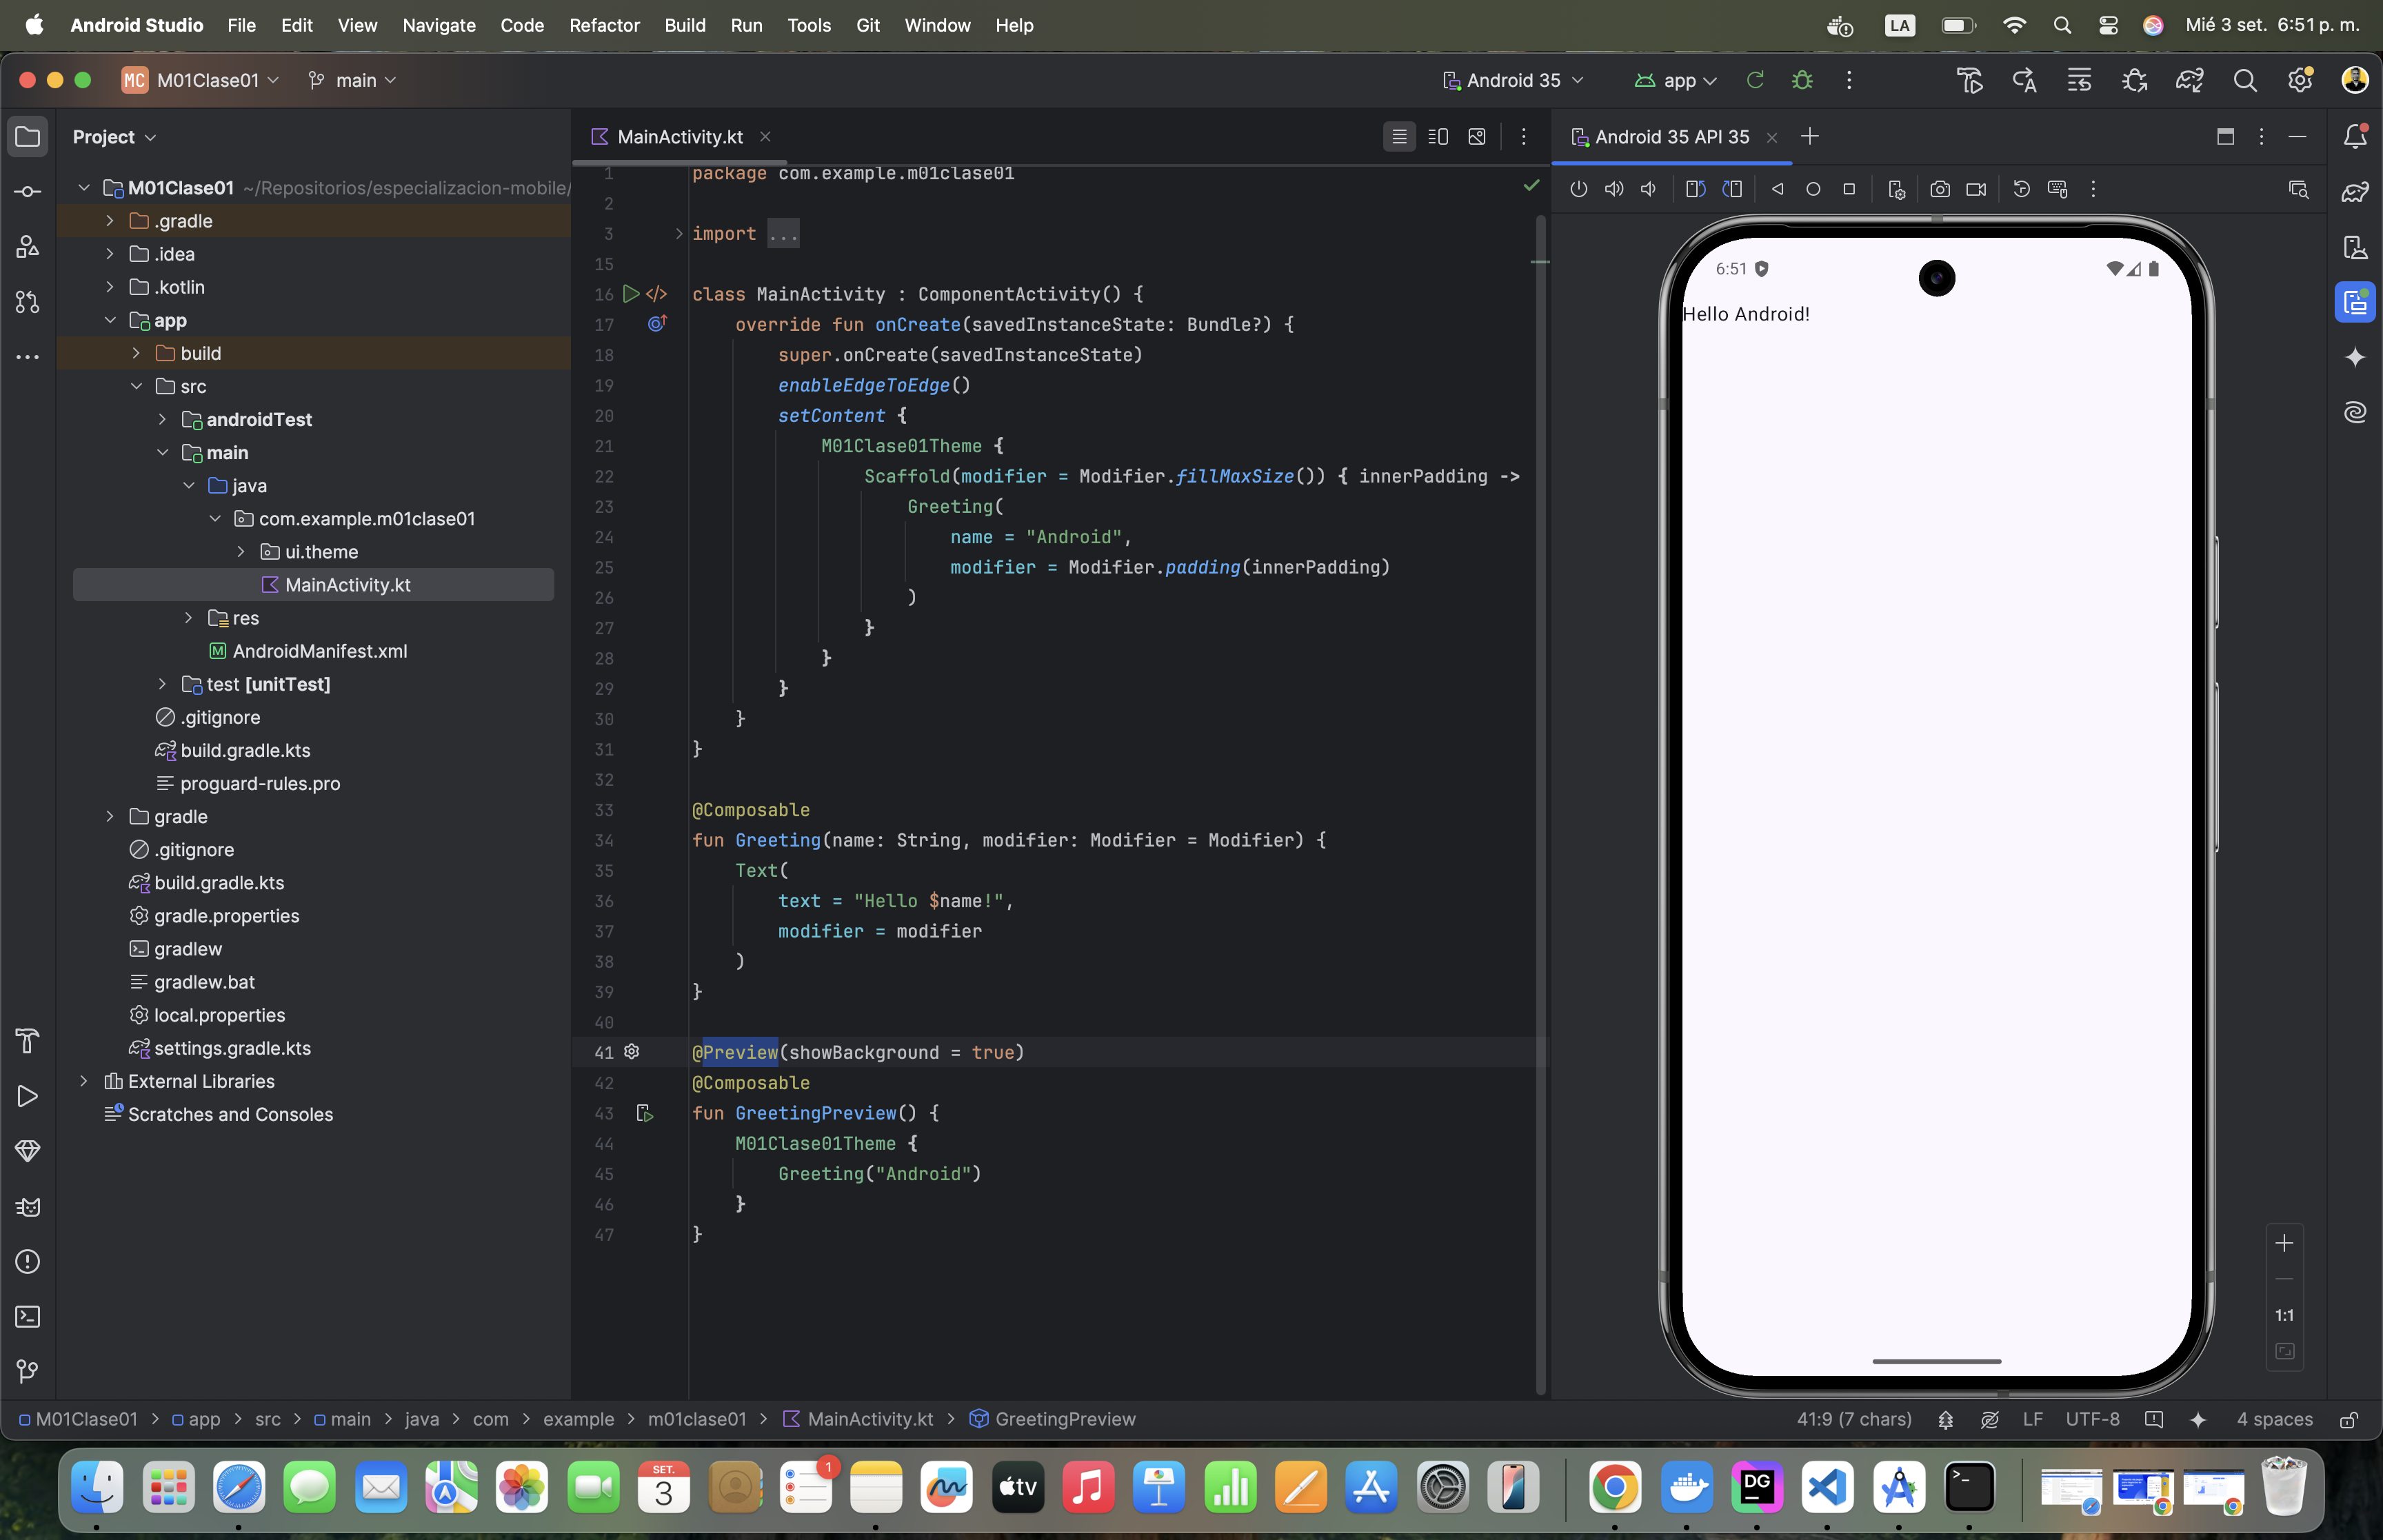 Android Studio File Edit View Navigate Code Refactor Build Run Tools Git Window Help LA Mié 3 set. 6:51 p. m.
MC M01Clase01 main Android 35 app
Project MainActivity.kt Android 35 API 35
M01Clase01 ~/Repositorios/especializacion-mobile/
.gradle
.idea
.kotlin
app
build
src
androidTest
main
java
com.example.m01clase01
ui.theme
MainActivity.kt
res
AndroidManifest.xml
test [unitTest]
.gitignore
build.gradle.kts
proguard-rules.pro
gradle
.gitignore
build.gradle.kts
gradle.properties
gradlew
gradlew.bat
local.properties
settings.gradle.kts
External Libraries
Scratches and Consoles
1 package com.example.m01clase01
2
3 import ...
15
16 class MainActivity : ComponentActivity() {
17 override fun onCreate(savedInstanceState: Bundle?) {
18 super.onCreate(savedInstanceState)
19 enableEdgeToEdge()
20 setContent {
21 M01Clase01Theme {
22 Scaffold(modifier = Modifier.fillMaxSize()) { innerPadding ->
23 Greeting(
24 name = "Android",
25 modifier = Modifier.padding(innerPadding)
26 )
27 }
28 }
29 }
30 }
31 }
32
33 @Composable
34 fun Greeting(name: String, modifier: Modifier = Modifier) {
35 Text(
36 text = "Hello $name!",
37 modifier = modifier
38 )
39 }
40
41 @Preview(showBackground = true)
42 @Composable
43 fun GreetingPreview() {
44 M01Clase01Theme {
45 Greeting("Android")
46 }
47 }
6:51
Hello Android!
1:1
M01Clase01 > app > src > main > java > com > example > m01clase01 > MainActivity.kt > GreetingPreview 41:9 (7 chars) LF UTF-8 4 spaces
SET.
3
1
tv
DG
>_